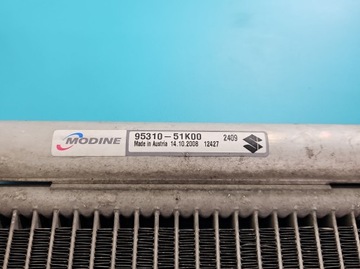 MODINE
95310-51K00 2409
Made in Austria 14.10.2008 12427